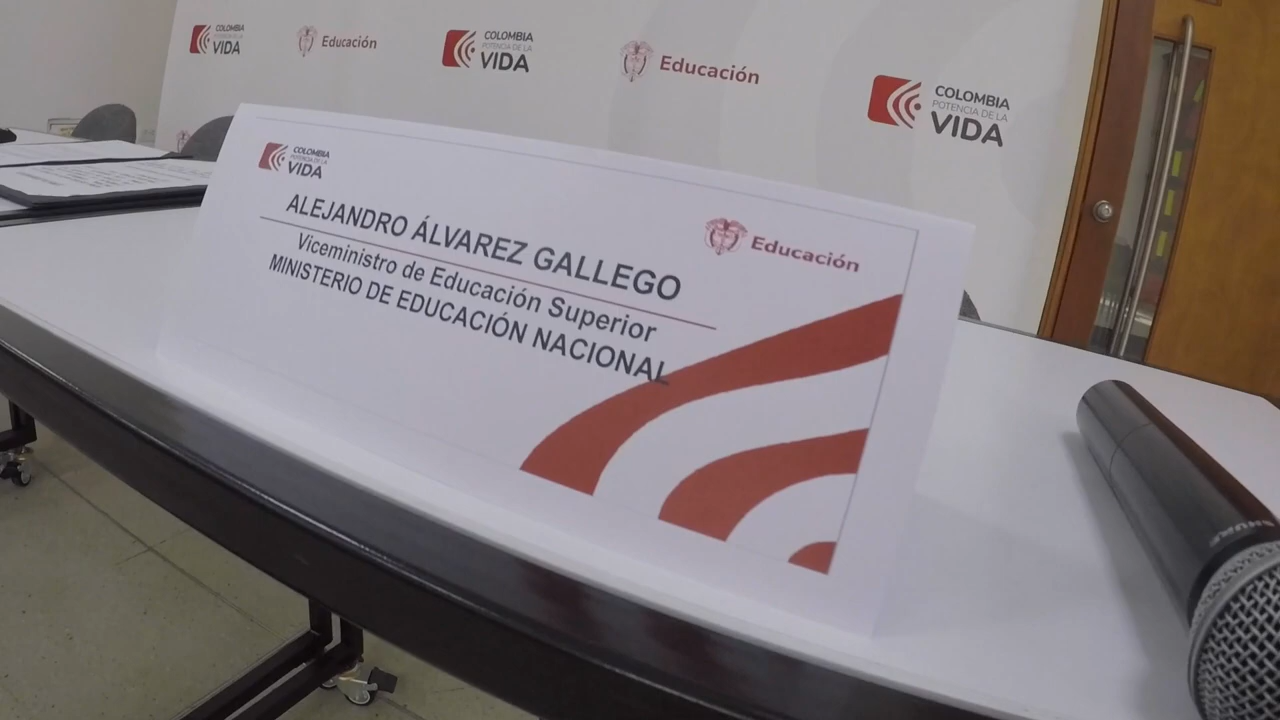 COLOMBIA
POTENCIA DE LA
VIDA
Educación
COLOMBIA
POTENCIA DE LA
VIDA
Educación
COLOMBIA
POTENCIA DE LA
VIDA
COLOMBIA
POTENCIA DE LA
VIDA
Educación
ALEJANDRO ÁLVAREZ GALLEGO
Viceministro de Educación Superior
MINISTERIO DE EDUCACIÓN NACIONAL
SHURE